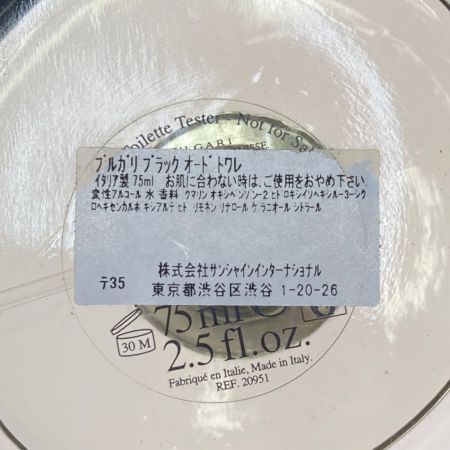 Toilette Tester - Not for Sal
ブルガリ ブラック オードトワレ
イタリア製 75ml お肌に合わない時は、ご使用をおやめ下さい
変性アルコール 水 香料 クマリン オキシベンゾン-2 ヒドロキシイソヘキシル-3-シク
ロヘキセンカルボキシアルデヒド リモネン リナロール ゲラニオール シトラール
〒35
株式会社サンシャインインターナショナル
東京都渋谷区渋谷 1-20-26
75ml
30 M
2.5 fl.oz.
Fabriqué en Italie, Made in Italy.
REF. 20951